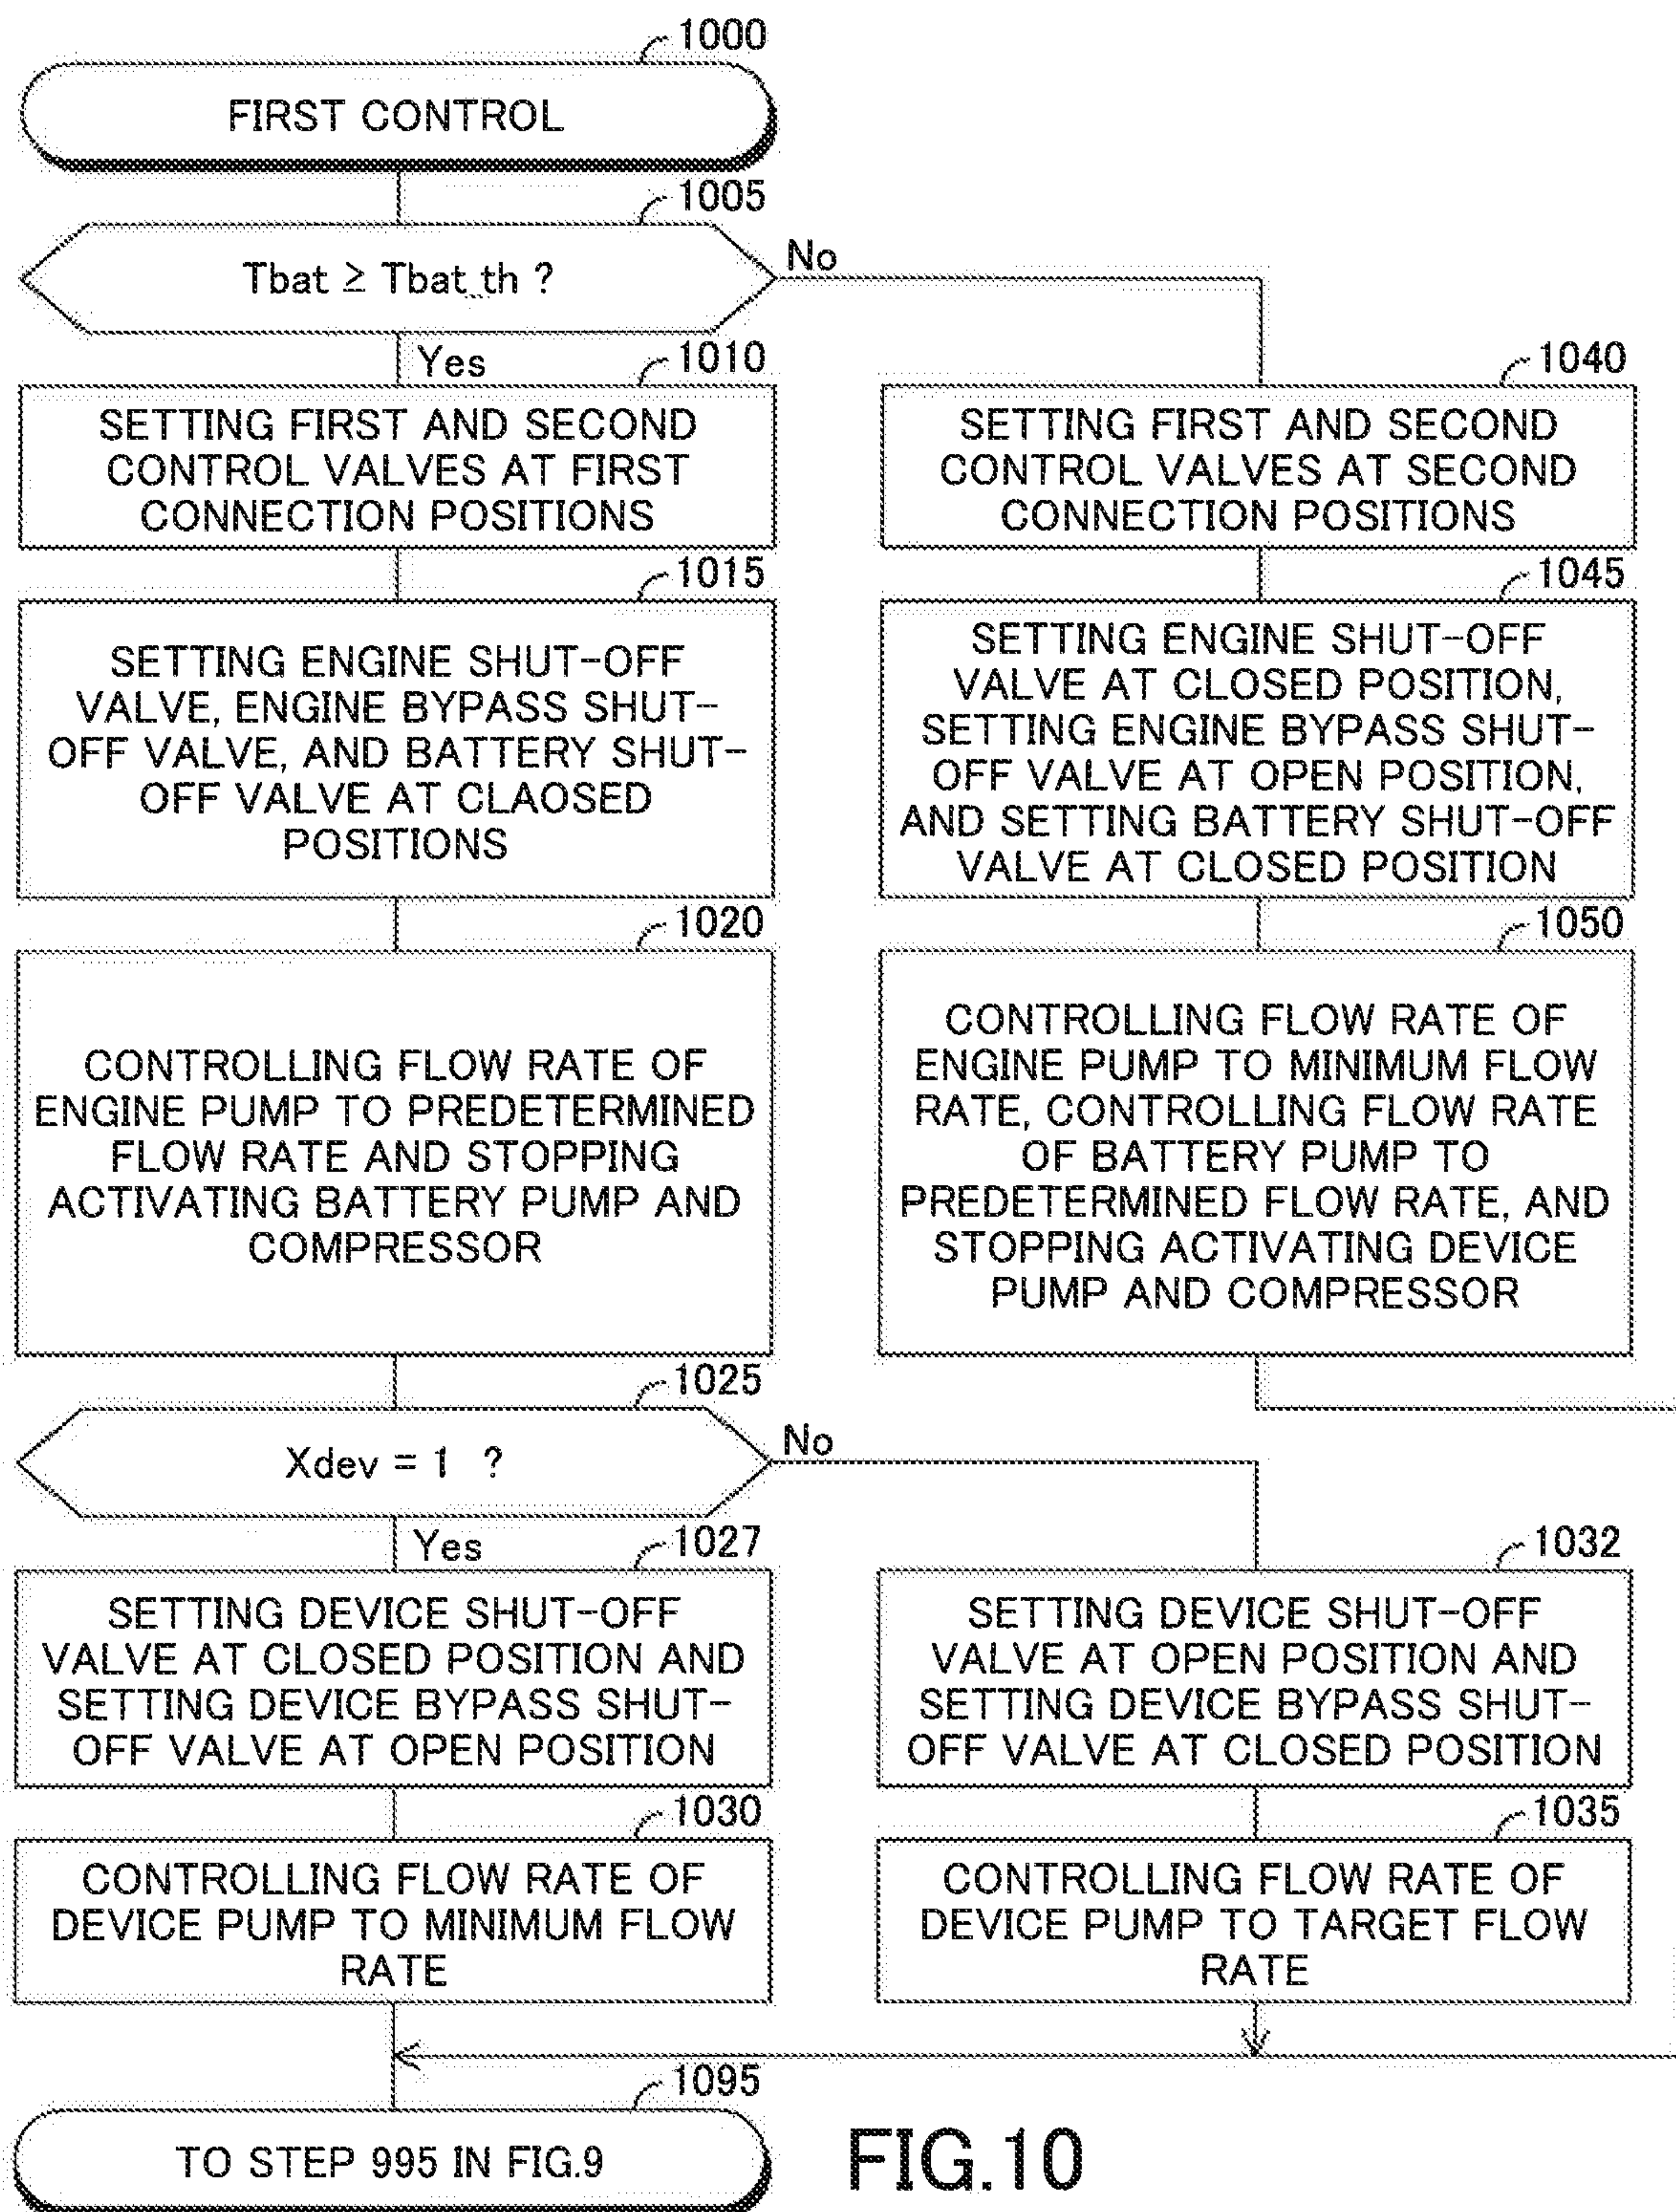 1000
FIRST CONTROL
1005
Tbat ≥ Tbat_th ?
No
Yes
1010
SETTING FIRST AND SECOND
CONTROL VALVES AT FIRST
CONNECTION POSITIONS
1040
SETTING FIRST AND SECOND
CONTROL VALVES AT SECOND
CONNECTION POSITIONS
1015
SETTING ENGINE SHUT-OFF
VALVE, ENGINE BYPASS SHUT-
OFF VALVE, AND BATTERY SHUT-
OFF VALVE AT CLAOSED
POSITIONS
1045
SETTING ENGINE SHUT-OFF
VALVE AT CLOSED POSITION,
SETTING ENGINE BYPASS SHUT-
OFF VALVE AT OPEN POSITION,
AND SETTING BATTERY SHUT-OFF
VALVE AT CLOSED POSITION
1020
CONTROLLING FLOW RATE OF
ENGINE PUMP TO PREDETERMINED
FLOW RATE AND STOPPING
ACTIVATING BATTERY PUMP AND
COMPRESSOR
1050
CONTROLLING FLOW RATE OF
ENGINE PUMP TO MINIMUM FLOW
RATE, CONTROLLING FLOW RATE
OF BATTERY PUMP TO
PREDETERMINED FLOW RATE, AND
STOPPING ACTIVATING DEVICE
PUMP AND COMPRESSOR
1025
Xdev = 1 ?
No
Yes
1027
SETTING DEVICE SHUT-OFF
VALVE AT CLOSED POSITION AND
SETTING DEVICE BYPASS SHUT-
OFF VALVE AT OPEN POSITION
1032
SETTING DEVICE SHUT-OFF
VALVE AT OPEN POSITION AND
SETTING DEVICE BYPASS SHUT-
OFF VALVE AT CLOSED POSITION
1030
CONTROLLING FLOW RATE OF
DEVICE PUMP TO MINIMUM FLOW
RATE
1035
CONTROLLING FLOW RATE OF
DEVICE PUMP TO TARGET FLOW
RATE
1095
TO STEP 995 IN FIG.9
FIG.10